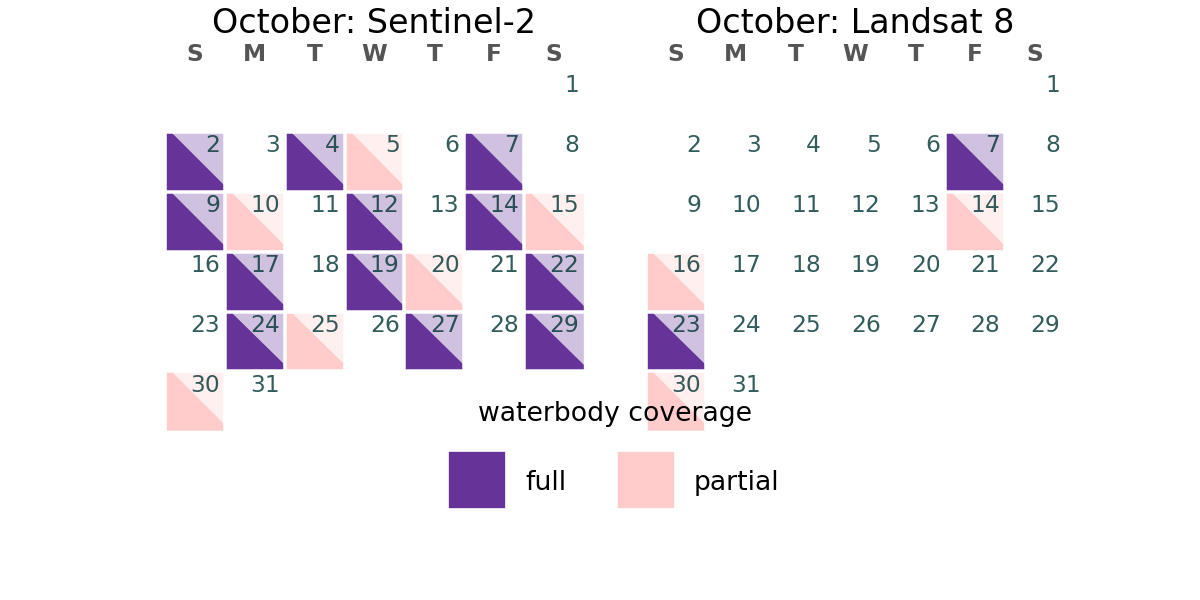 October: Sentinel-2
S M T W T F S
1
2 3 4 5 6 7 8
9 10 11 12 13 14 15
16 17 18 19 20 21 22
23 24 25 26 27 28 29
30 31
October: Landsat 8
S M T W T F S
1
2 3 4 5 6 7 8
9 10 11 12 13 14 15
16 17 18 19 20 21 22
23 24 25 26 27 28 29
30 31
waterbody coverage
full partial